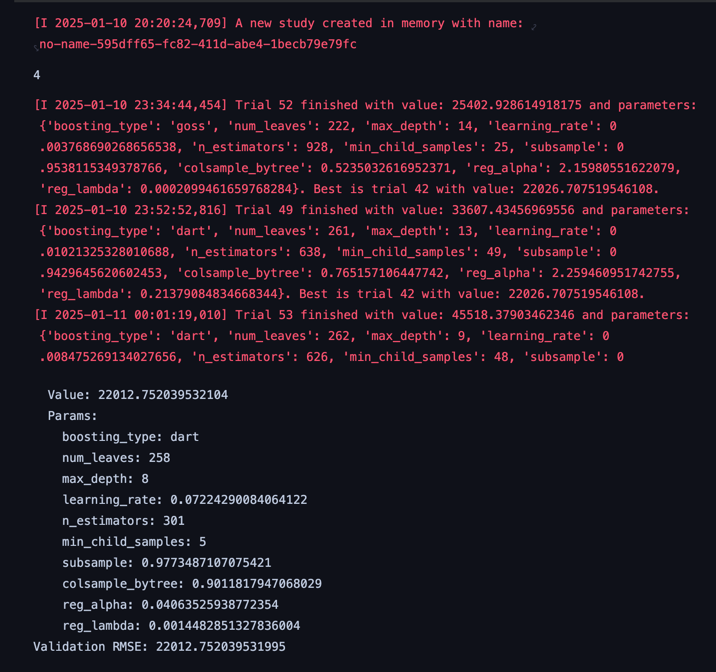 [I 2025-01-10 20:20:24,709] A new study created in memory with name:
no-name-595dff65-fc82-411d-abe4-1becb79e79fc
4
[I 2025-01-10 23:34:44,454] Trial 52 finished with value: 25402.928614918175 and parameters:
{'boosting_type': 'goss', 'num_leaves': 222, 'max_depth': 14, 'learning_rate': 0
.003768690268656538, 'n_estimators': 928, 'min_child_samples': 25, 'subsample': 0
.9538115349378766, 'colsample_bytree': 0.5235032616952371, 'reg_alpha': 2.15980551622079,
'reg_lambda': 0.0002099461659768284}. Best is trial 42 with value: 22026.707519546108.
[I 2025-01-10 23:52:52,816] Trial 49 finished with value: 33607.43456969556 and parameters:
{'boosting_type': 'dart', 'num_leaves': 261, 'max_depth': 13, 'learning_rate': 0
.01021325328010688, 'n_estimators': 638, 'min_child_samples': 49, 'subsample': 0
.9429645620602453, 'colsample_bytree': 0.765157106447742, 'reg_alpha': 2.259460951742755,
'reg_lambda': 0.21379084834668344}. Best is trial 42 with value: 22026.707519546108.
[I 2025-01-11 00:01:19,010] Trial 53 finished with value: 45518.37903462346 and parameters:
{'boosting_type': 'dart', 'num_leaves': 262, 'max_depth': 9, 'learning_rate': 0
.008475269134027656, 'n_estimators': 626, 'min_child_samples': 48, 'subsample': 0
Value: 22012.752039532104
Params:
boosting_type: dart
num_leaves: 258
max_depth: 8
learning_rate: 0.07224290084064122
n_estimators: 301
min_child_samples: 5
subsample: 0.9773487107075421
colsample_bytree: 0.9011817947068029
reg_alpha: 0.04063525938772354
reg_lambda: 0.0014482851327836004
Validation RMSE: 22012.752039531995